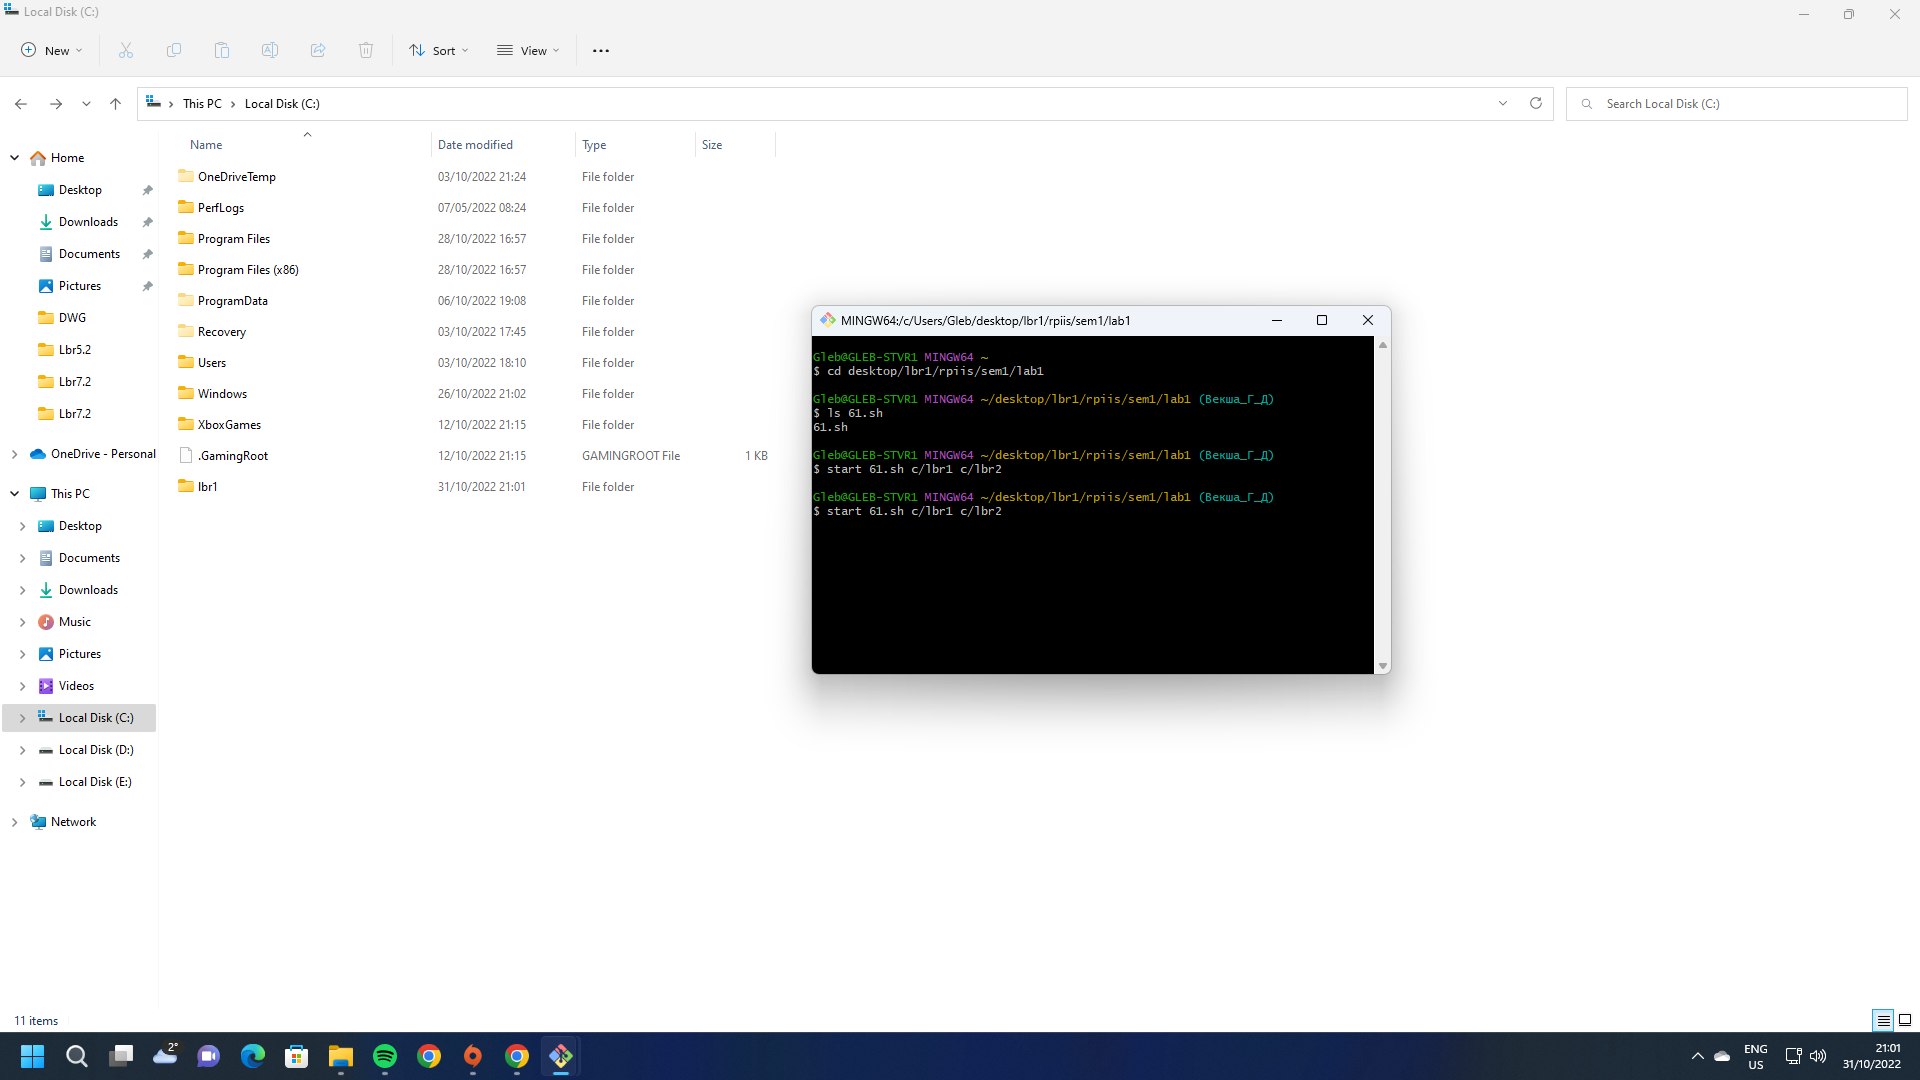 Local Disk (C:)
New
Sort
View
This PC > Local Disk (C:)
Search Local Disk (C:)
Name Date modified Type Size
OneDriveTemp 03/10/2022 21:24 File folder
PerfLogs 07/05/2022 08:24 File folder
Program Files 28/10/2022 16:57 File folder
Program Files (x86) 28/10/2022 16:57 File folder
ProgramData 06/10/2022 19:08 File folder
Recovery 03/10/2022 17:45 File folder
Users 03/10/2022 18:10 File folder
Windows 26/10/2022 21:02 File folder
XboxGames 12/10/2022 21:15 File folder
.GamingRoot 12/10/2022 21:15 GAMINGROOT File 1 KB
lbr1 31/10/2022 21:01 File folder
Home
Desktop
Downloads
Documents
Pictures
DWG
Lbr5.2
Lbr7.2
Lbr7.2
OneDrive - Personal
This PC
Desktop
Documents
Downloads
Music
Pictures
Videos
Local Disk (C:)
Local Disk (D:)
Local Disk (E:)
Network
MINGW64:/c/Users/Gleb/desktop/lbr1/rpiis/sem1/lab1
Gleb@GLEB-STVR1 MINGW64 ~
$ cd desktop/lbr1/rpiis/sem1/lab1
Gleb@GLEB-STVR1 MINGW64 ~/desktop/lbr1/rpiis/sem1/lab1 (Векша_Г_Д)
$ ls 61.sh
61.sh
Gleb@GLEB-STVR1 MINGW64 ~/desktop/lbr1/rpiis/sem1/lab1 (Векша_Г_Д)
$ start 61.sh c/lbr1 c/lbr2
Gleb@GLEB-STVR1 MINGW64 ~/desktop/lbr1/rpiis/sem1/lab1 (Векша_Г_Д)
$ start 61.sh c/lbr1 c/lbr2
11 items
2°
ENG
US
21:01
31/10/2022